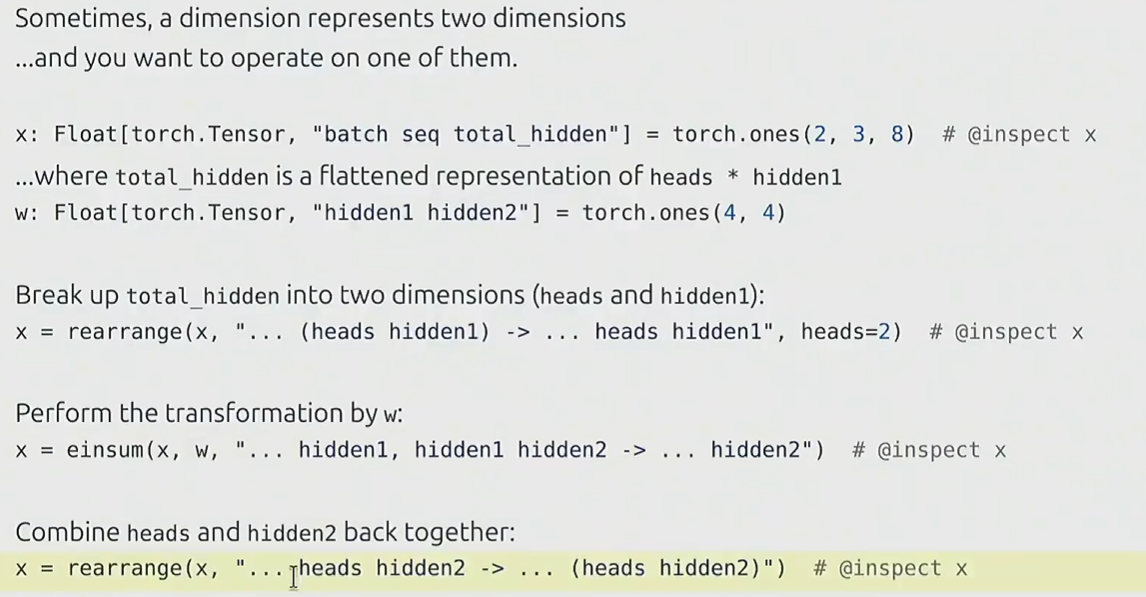 Sometimes, a dimension represents two dimensions
...and you want to operate on one of them.
x: Float[torch.Tensor, "batch seq total_hidden"] = torch.ones(2, 3, 8)  # @inspect x
...where total_hidden is a flattened representation of heads * hidden1
w: Float[torch.Tensor, "hidden1 hidden2"] = torch.ones(4, 4)
Break up total_hidden into two dimensions (heads and hidden1):
x = rearrange(x, "... (heads hidden1) -> ... heads hidden1", heads=2)  # @inspect x
Perform the transformation by w:
x = einsum(x, w, "... hidden1, hidden1 hidden2 -> ... hidden2")  # @inspect x
Combine heads and hidden2 back together:
x = rearrange(x, "... heads hidden2 -> ... (heads hidden2)")  # @inspect x